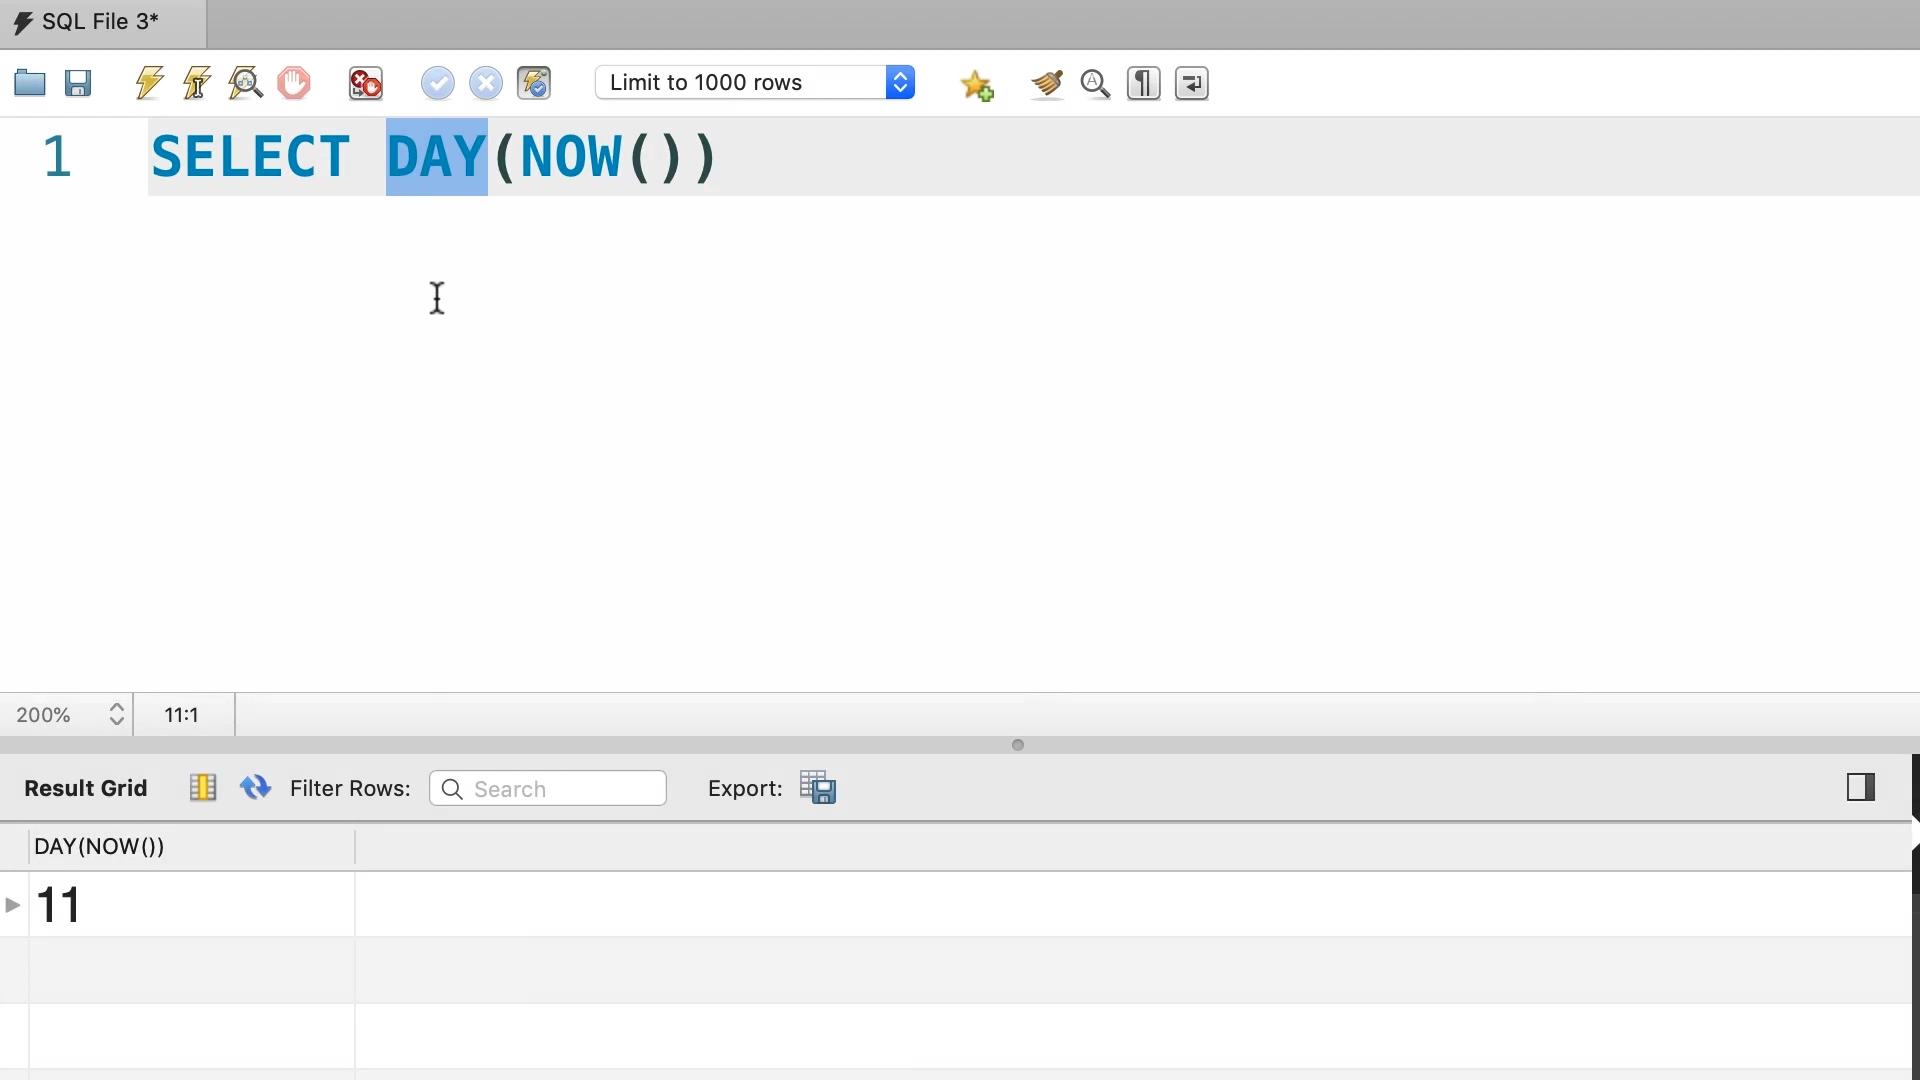 SQL File 3*
Limit to 1000 rows
1 SELECT DAY(NOW())
200% 11:1
Result Grid Filter Rows: Search Export:
DAY(NOW())
11